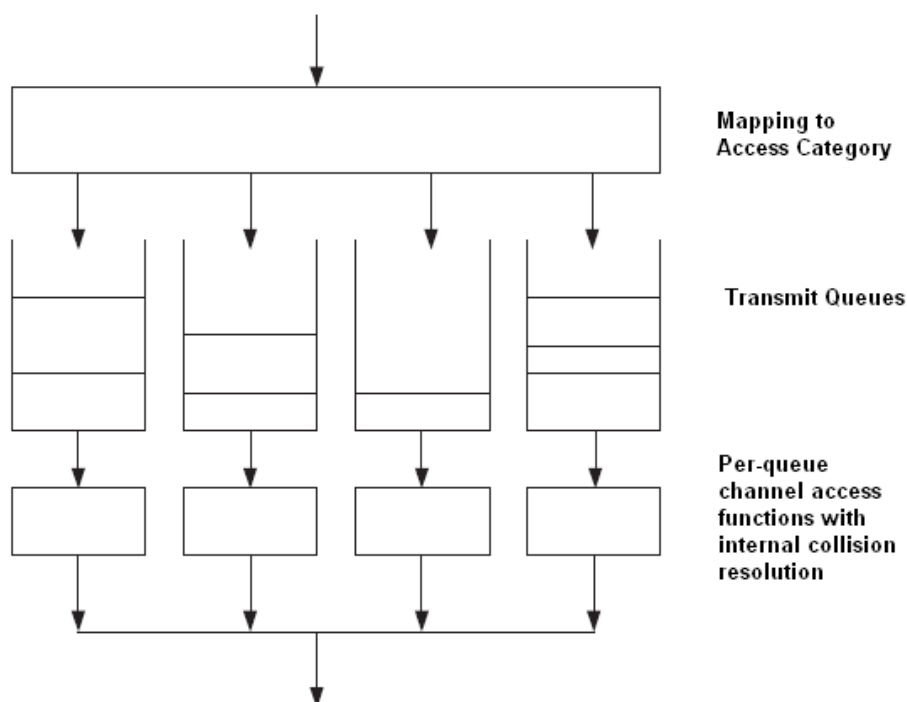 Mapping to
Access Category
Transmit Queues
Per-queue
channel access
functions with
internal collision
resolution